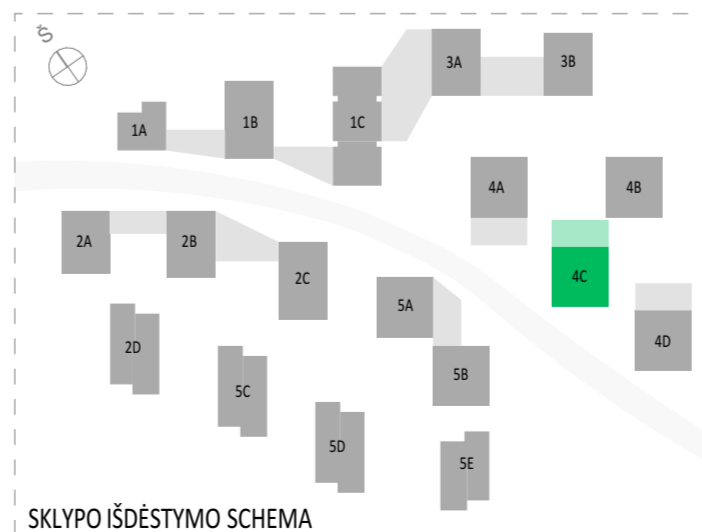 Š
3A
3B
1A
1B
1C
4A
4B
2A
2B
2C
4C
5A
2D
4D
5B
5C
5D
5E
SKLYPO IŠDĖSTYMO SCHEMA